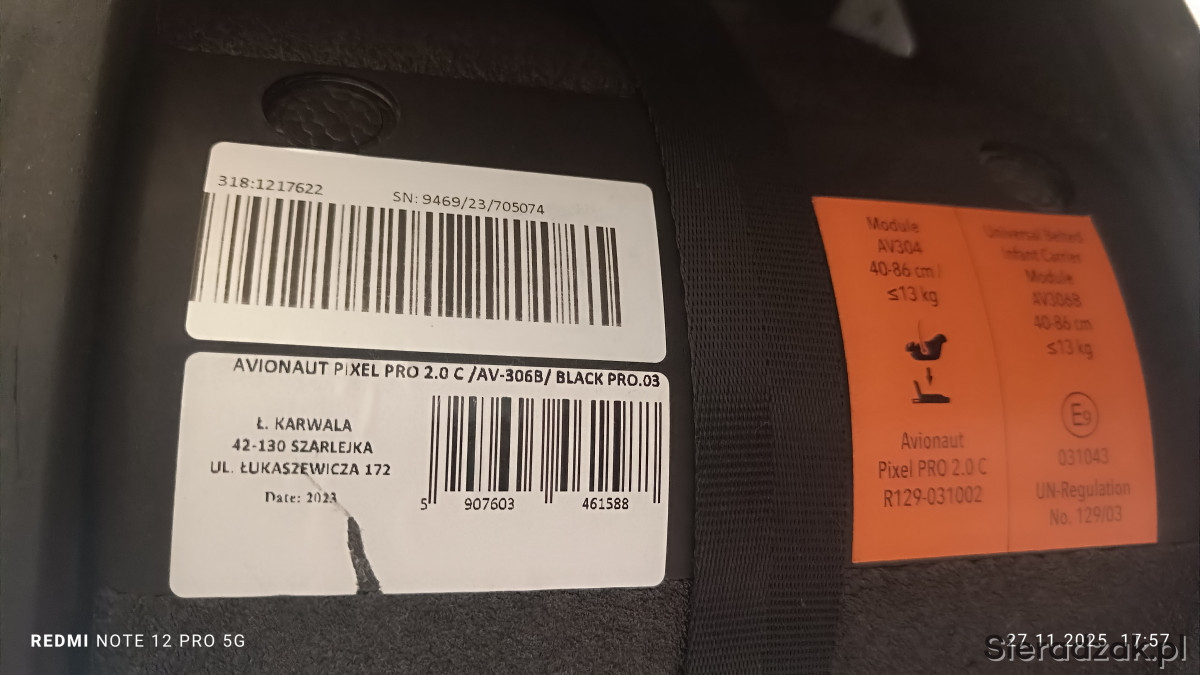 318:1217622
SN: 9469/23/705074
AVIONAUT PIXEL PRO 2.0 C /AV-306B/ BLACK PRO.03
Ł. KARWALA
42-130 SZARLEJKA
UL. ŁUKASZEWICZA 172
Date: 2023
5 907603 461588
Module
AV304
40-86 cm/
≤13 kg
Avionaut
Pixel PRO 2.0 C
R129-031002
Universal Belted
Infant Carrier
Module
AV306B
40-86 cm
≤13 kg
E9
031043
UN-Regulation
No. 129/03
REDMI NOTE 12 PRO 5G
27.11.2025 17:57
Sferadzdk.pl